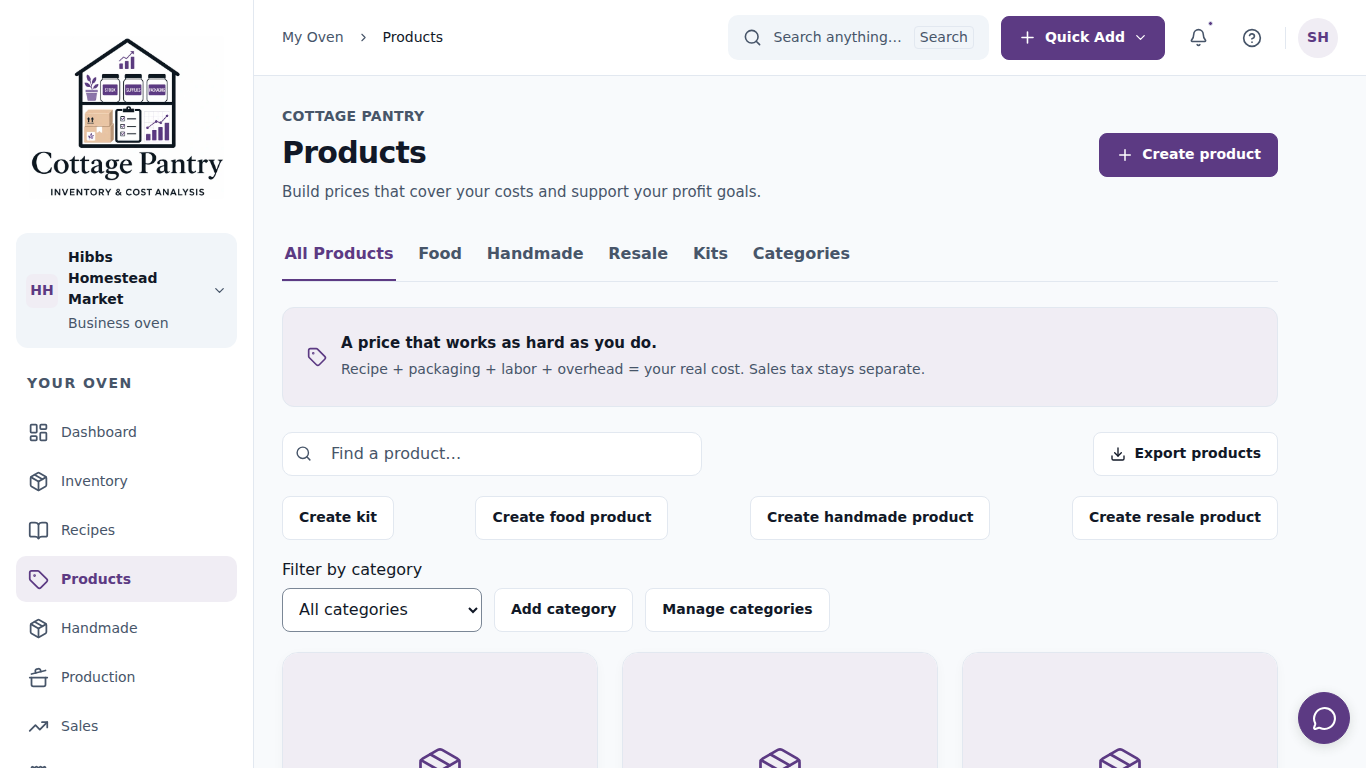 Cottage Pantry
INVENTORY & COST ANALYSIS
HH
Hibbs
Homestead
Market
Business oven
YOUR OVEN
Dashboard
Inventory
Recipes
Products
Handmade
Production
Sales
My Oven
Products
Search anything...
Search
Quick Add
SH
COTTAGE PANTRY
Products
Build prices that cover your costs and support your profit goals.
Create product
All Products
Food
Handmade
Resale
Kits
Categories
A price that works as hard as you do.
Recipe + packaging + labor + overhead = your real cost. Sales tax stays separate.
Find a product...
Export products
Create kit
Create food product
Create handmade product
Create resale product
Filter by category
All categories
Add category
Manage categories